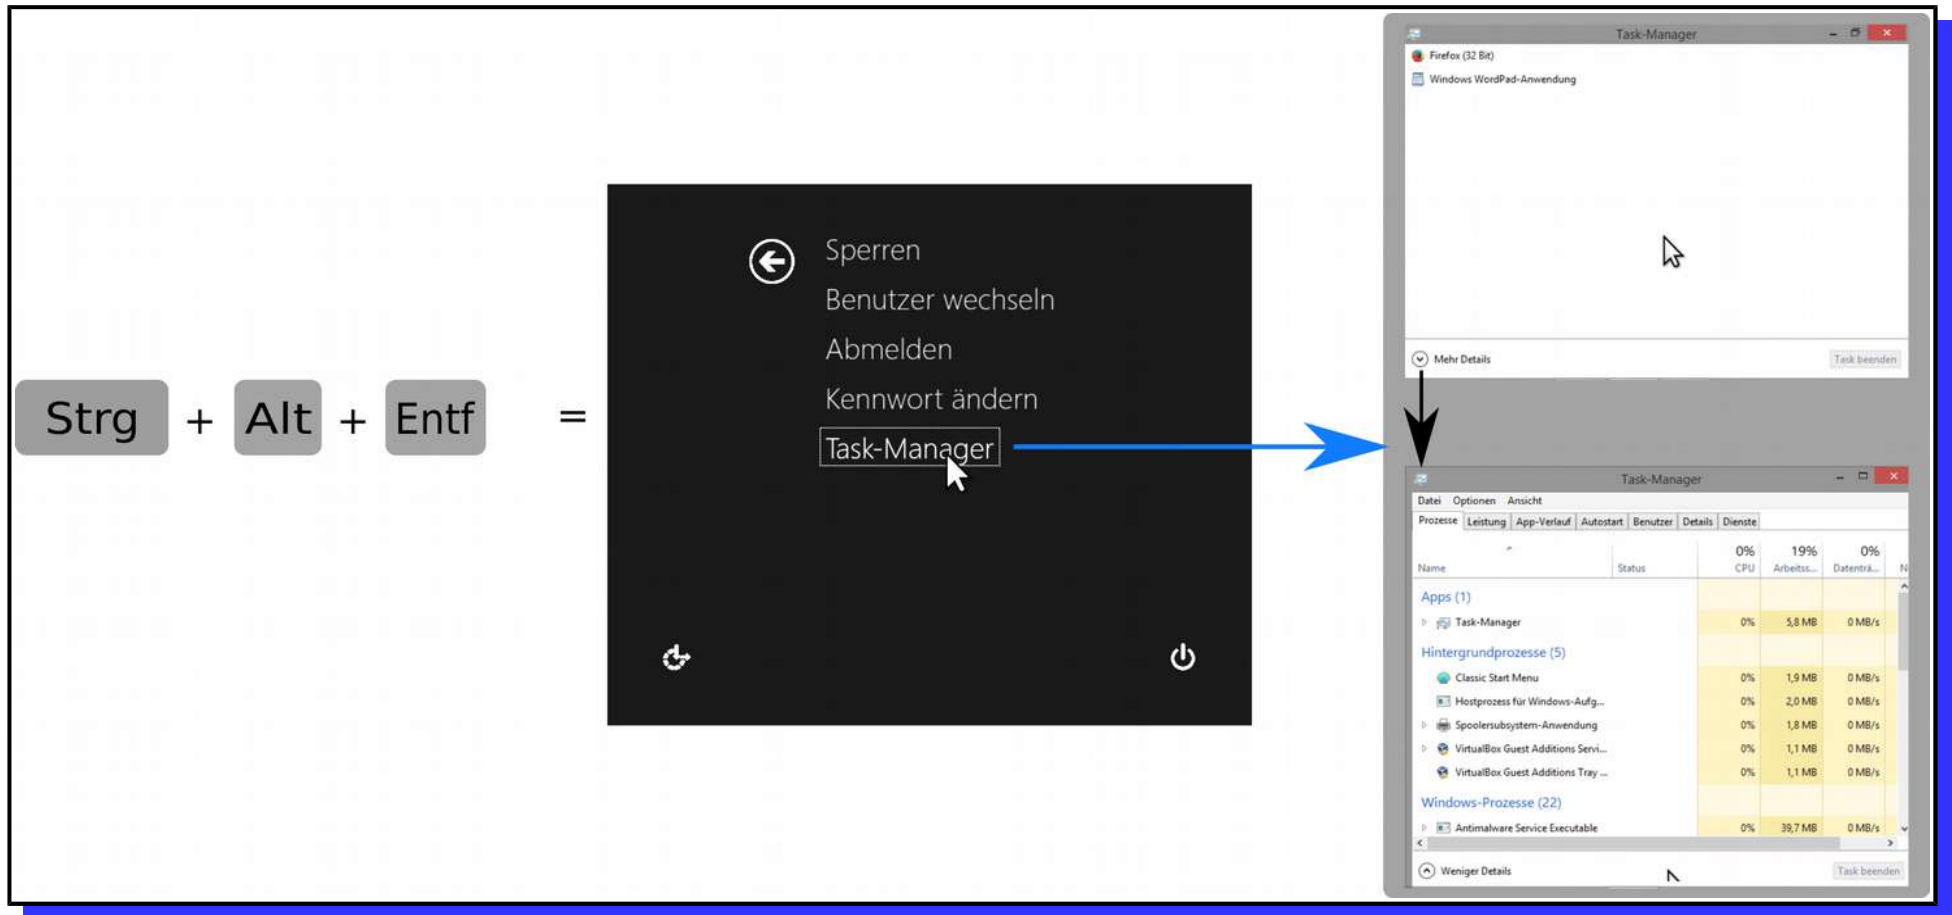 Strg + Alt + Entf =
Sperren
Benutzer wechseln
Abmelden
Kennwort ändern
Task-Manager
Task-Manager
Firefox (32 Bit)
Windows WordPad-Anwendung
Mehr Details Task beenden
Task-Manager
Datei Optionen Ansicht
Prozesse Leistung App-Verlauf Autostart Benutzer Details Dienste
0% 19% 0%
Name Status CPU Arbeitss... Datenträ... N
Apps (1)
Task-Manager 0% 5,8 MB 0 MB/s
Hintergrundprozesse (5)
Classic Start Menu 0% 1,9 MB 0 MB/s
Hostprozess für Windows-Aufg... 0% 2,0 MB 0 MB/s
Spoolersubsystem-Anwendung 0% 1,8 MB 0 MB/s
VirtualBox Guest Additions Servi... 0% 1,1 MB 0 MB/s
VirtualBox Guest Additions Tray ... 0% 1,1 MB 0 MB/s
Windows-Prozesse (22)
Antimalware Service Executable 0% 39,7 MB 0 MB/s
Weniger Details Task beenden